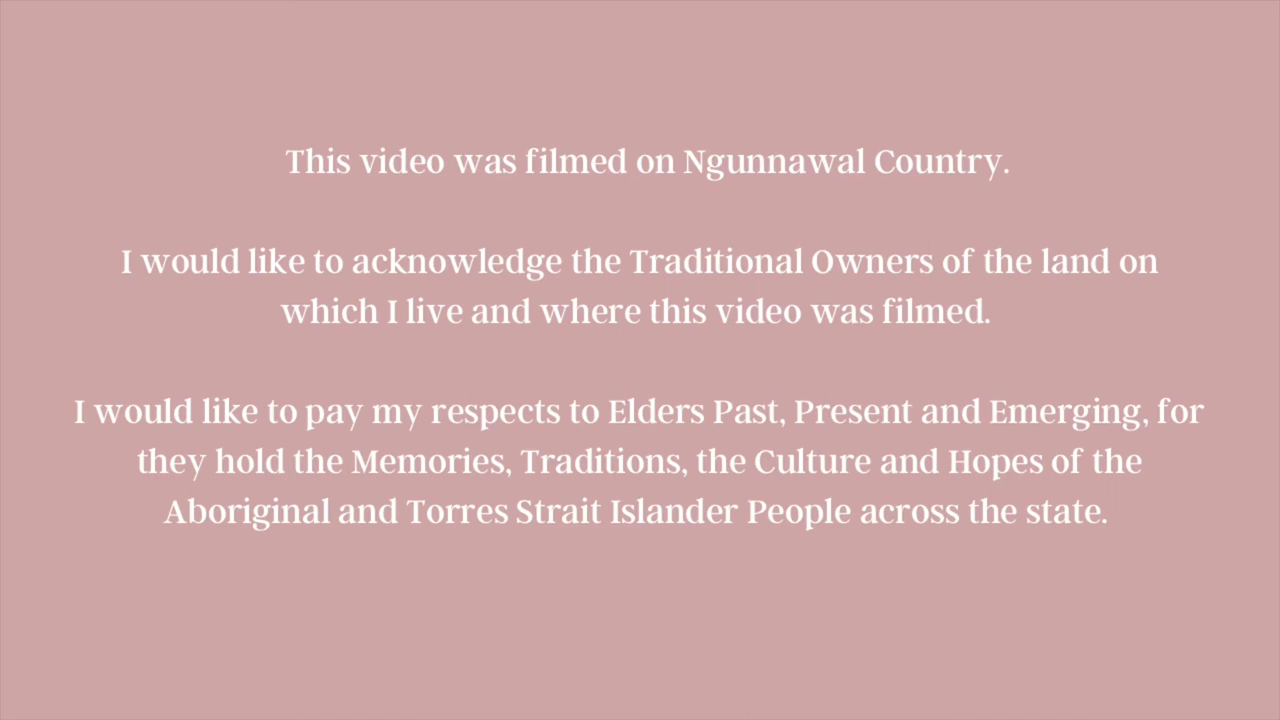 This video was filmed on Ngunnawal Country.
I would like to acknowledge the Traditional Owners of the land on
which I live and where this video was filmed.
I would like to pay my respects to Elders Past, Present and Emerging, for
they hold the Memories, Traditions, the Culture and Hopes of the
Aboriginal and Torres Strait Islander People across the state.